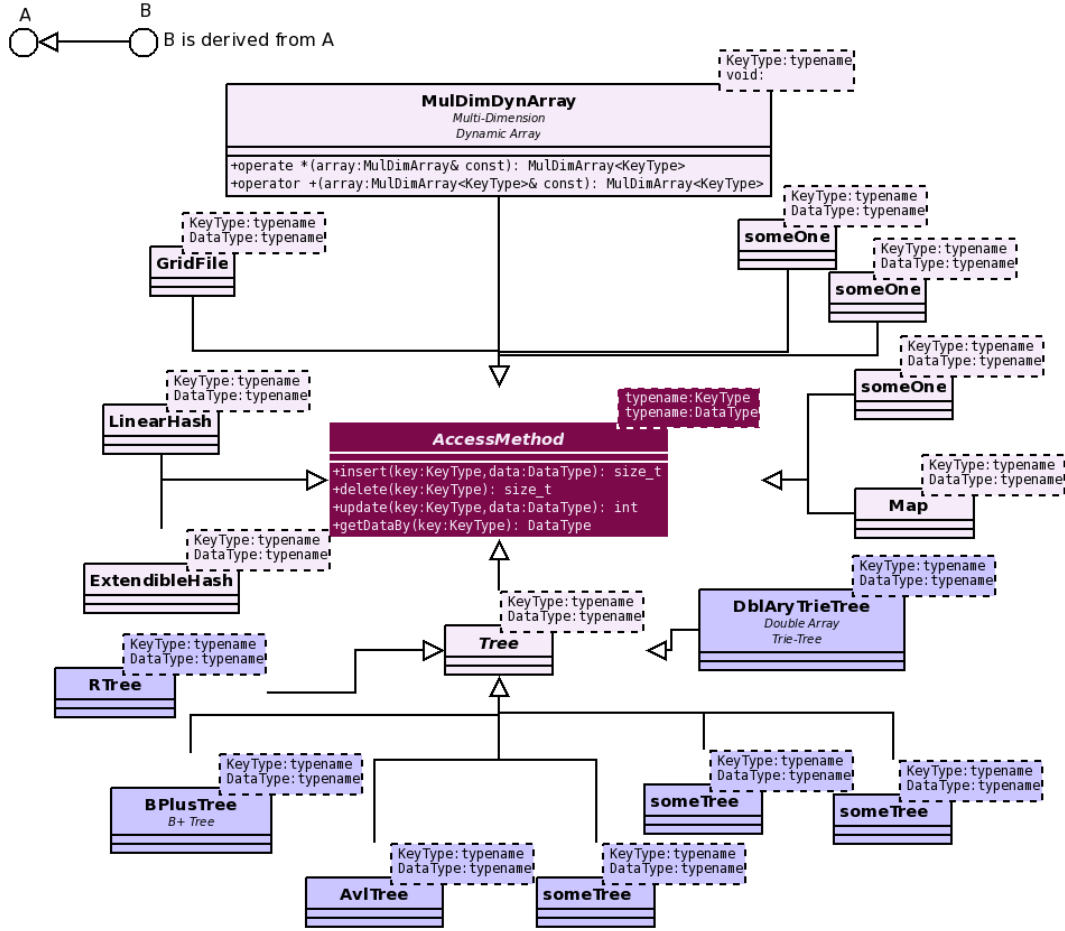 A
B
B is derived from A
KeyType:typename
void:
MulDimDynArray
Multi-Dimension
Dynamic Array
+operate *(array:MulDimArray& const): MulDimArray<KeyType>
+operator +(array:MulDimArray<KeyType>& const): MulDimArray<KeyType>
KeyType:typename
DataType:typename
GridFile
KeyType:typename
DataType:typename
someOne
KeyType:typename
DataType:typename
someOne
KeyType:typename
DataType:typename
someOne
KeyType:typename
DataType:typename
LinearHash
typename:KeyType
typename:DataType
AccessMethod
+insert(key:KeyType,data:DataType): size_t
+delete(key:KeyType): size_t
+update(key:KeyType,data:DataType): int
+getDataBy(key:KeyType): DataType
KeyType:typename
DataType:typename
Map
KeyType:typename
DataType:typename
ExtendibleHash
KeyType:typename
DataType:typename
Tree
KeyType:typename
DataType:typename
DblAryTrieTree
Double Array
Trie-Tree
KeyType:typename
DataType:typename
RTree
KeyType:typename
DataType:typename
BPlusTree
B+ Tree
KeyType:typename
DataType:typename
someTree
KeyType:typename
DataType:typename
someTree
KeyType:typename
DataType:typename
AvlTree
KeyType:typename
DataType:typename
someTree